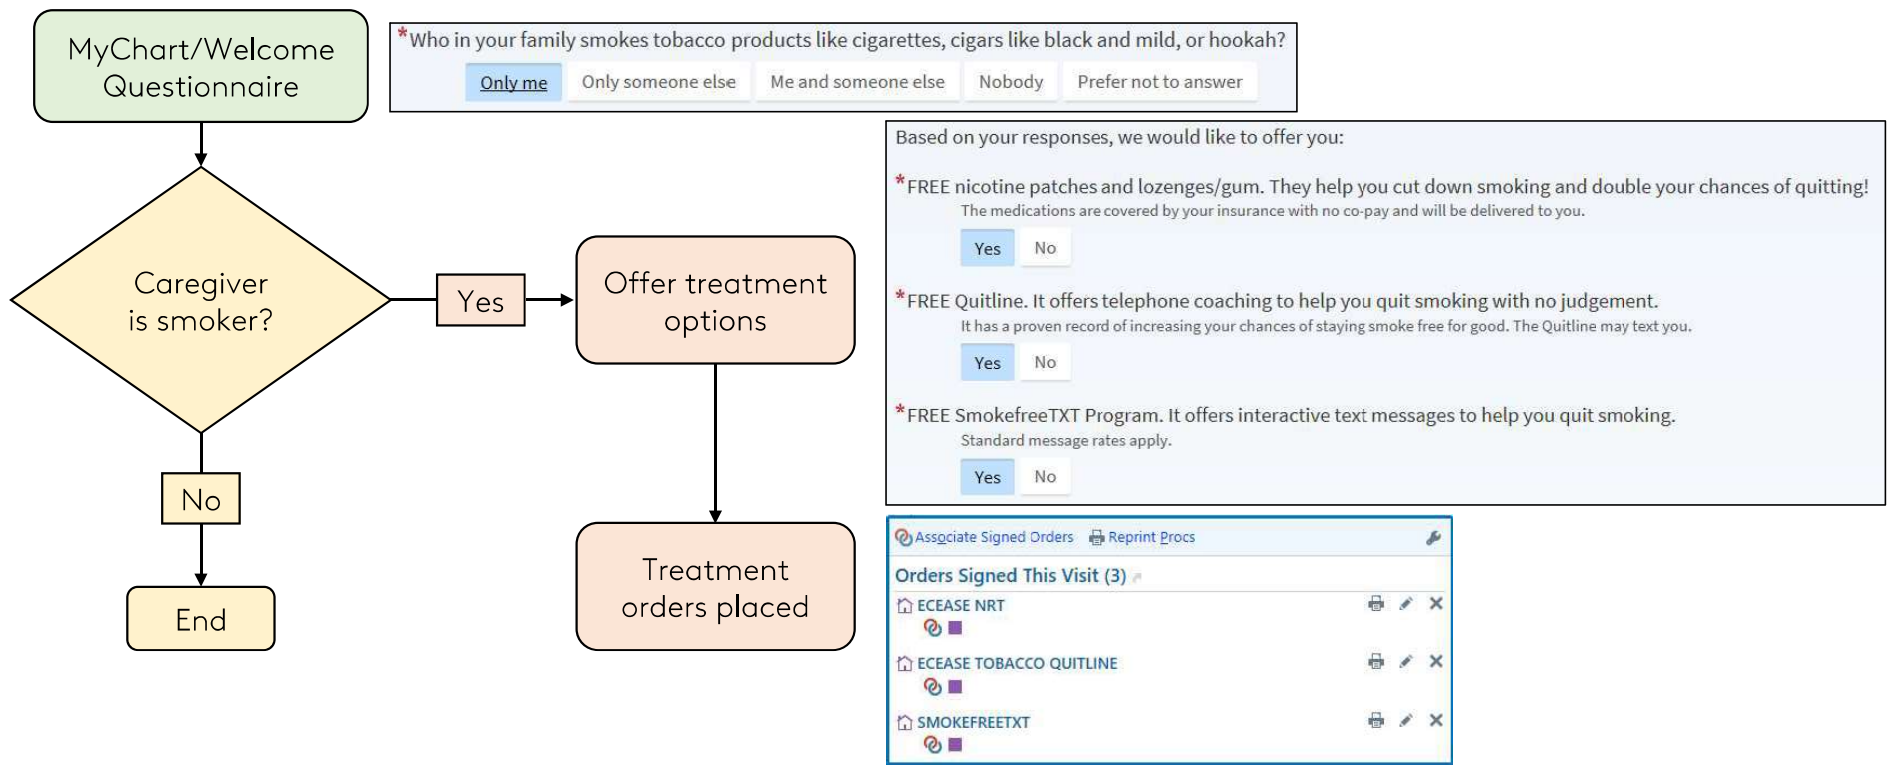 MyChart/Welcome
Questionnaire
*Who in your family smokes tobacco products like cigarettes, cigars like black and mild, or hookah?
Only me Only someone else Me and someone else Nobody Prefer not to answer
Caregiver
is smoker?
Yes
No
End
Offer treatment
options
Treatment
orders placed
Based on your responses, we would like to offer you:
*FREE nicotine patches and lozenges/gum. They help you cut down smoking and double your chances of quitting!
The medications are covered by your insurance with no co-pay and will be delivered to you.
Yes No
*FREE Quitline. It offers telephone coaching to help you quit smoking with no judgement.
It has a proven record of increasing your chances of staying smoke free for good. The Quitline may text you.
Yes No
*FREE SmokefreeTXT Program. It offers interactive text messages to help you quit smoking.
Standard message rates apply.
Yes No
Associate Signed Orders Reprint Procs
Orders Signed This Visit (3)
ECEASE NRT
ECEASE TOBACCO QUITLINE
SMOKEFREETXT